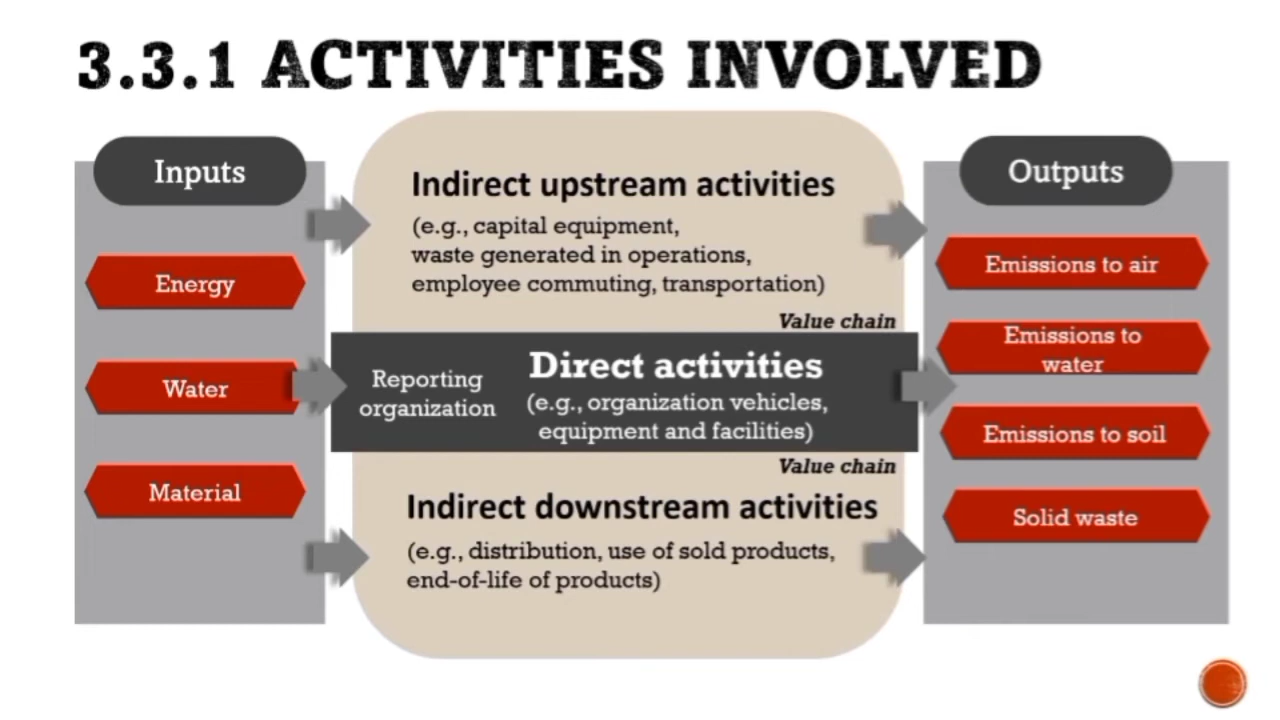 3.3.1 ACTIVITIES INVOLVED
Inputs
Energy
Water
Material
Indirect upstream activities
(e.g., capital equipment,
waste generated in operations,
employee commuting, transportation)
Value chain
Reporting
organization
Direct activities
(e.g., organization vehicles,
equipment and facilities)
Value chain
Indirect downstream activities
(e.g., distribution, use of sold products,
end-of-life of products)
Outputs
Emissions to air
Emissions to
water
Emissions to soil
Solid waste